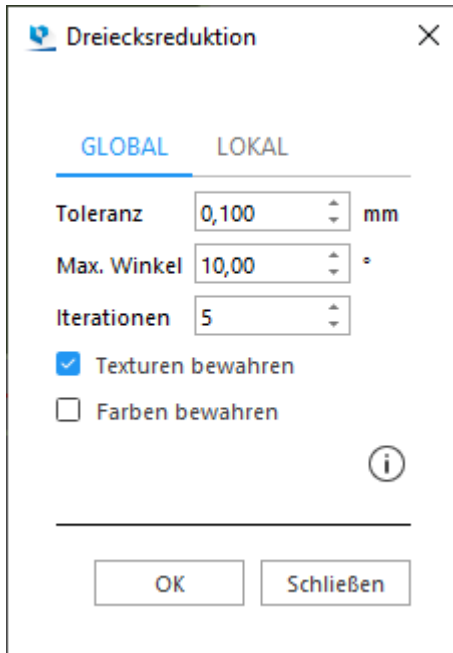 Dreiecksreduktion
GLOBAL LOKAL
Toleranz 0,100 mm
Max. Winkel 10,00 °
Iterationen 5
Texturen bewahren
Farben bewahren
i
OK Schließen